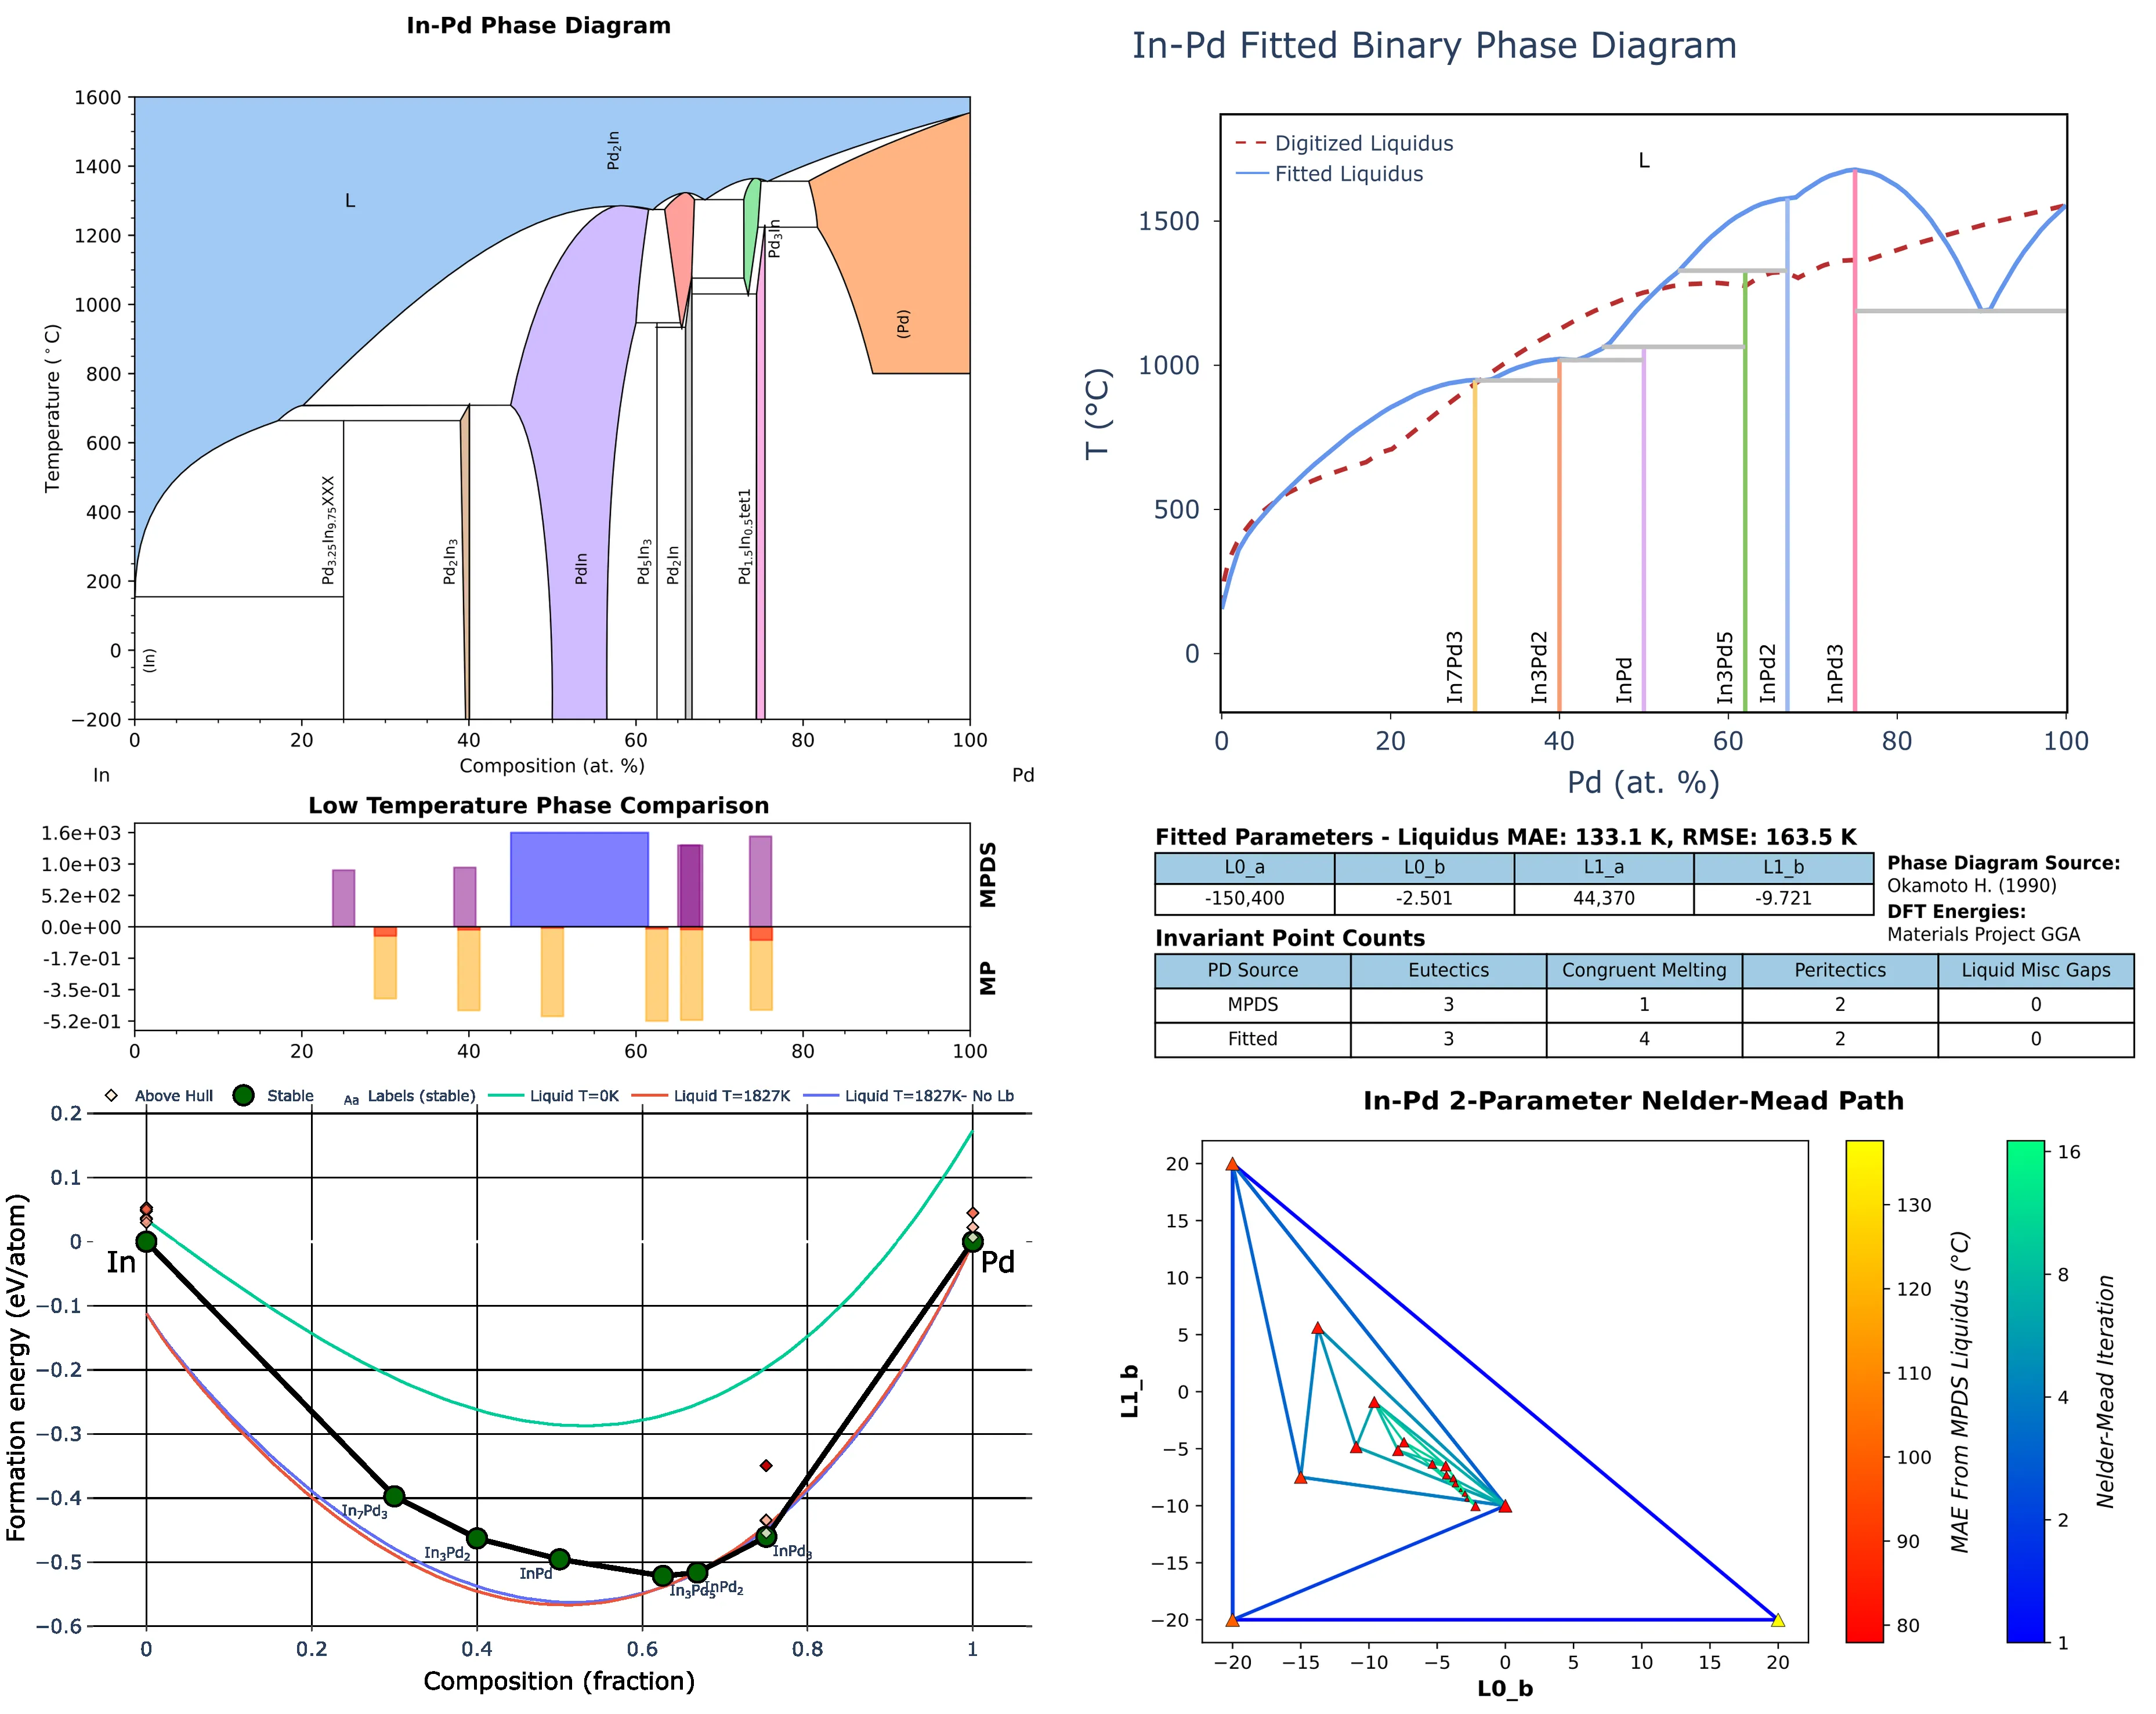 In-Pd Phase Diagram
1600
1400
1200
1000
800
600
400
200
0
−200
Temperature (°C)
L
Pd₂In
Pd₃In
(Pd)
(In)
Pd₃.₂₅In₉.₇₅XXX
Pd₂In₃
PdIn
Pd₅In₃
Pd₂In
Pd₁.₅In₀.₅tet1
0 20 40 60 80 100
Composition (at. %)
In Pd
In-Pd Fitted Binary Phase Diagram
Digitized Liquidus
Fitted Liquidus
L
1500
1000
500
0
T (°C)
In7Pd3
In3Pd2
InPd
In3Pd5
InPd2
InPd3
0 20 40 60 80 100
Pd (at. %)
Low Temperature Phase Comparison
1.6e+03
1.0e+03
5.2e+02
0.0e+00
-1.7e-01
-3.5e-01
-5.2e-01
MPDS
MP
0 20 40 60 80 100
Fitted Parameters - Liquidus MAE: 133.1 K, RMSE: 163.5 K
L0_a L0_b L1_a L1_b
-150,400 -2.501 44,370 -9.721
Phase Diagram Source:
Okamoto H. (1990)
DFT Energies:
Materials Project GGA
Invariant Point Counts
PD Source Eutectics Congruent Melting Peritectics Liquid Misc Gaps
MPDS 3 1 2 0
Fitted 3 4 2 0
Above Hull Stable Aa Labels (stable) Liquid T=0K Liquid T=1827K Liquid T=1827K- No Lb
0.2
0.1
0
−0.1
−0.2
−0.3
−0.4
−0.5
−0.6
Formation energy (eV/atom)
In
Pd
In₇Pd₃
In₃Pd₂
InPd
In₃Pd₅
InPd₂
InPd₃
0 0.2 0.4 0.6 0.8 1
Composition (fraction)
In-Pd 2-Parameter Nelder-Mead Path
20
15
10
5
0
−5
−10
−15
−20
L1_b
−20 −15 −10 −5 0 5 10 15 20
L0_b
130
120
110
100
90
80
MAE From MPDS Liquidus (°C)
16
8
4
2
1
Nelder-Mead Iteration